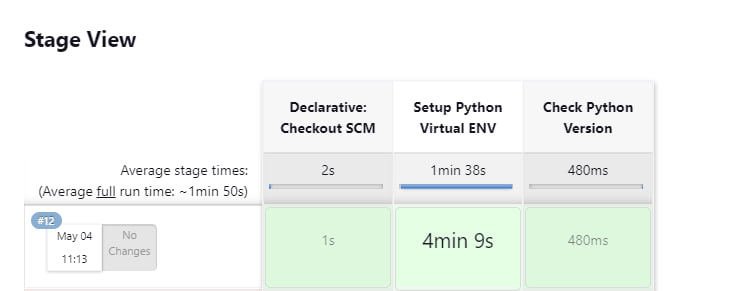 Stage View
Declarative: Checkout SCM
Setup Python Virtual ENV
Check Python Version
Average stage times:
(Average full run time: ~1min 50s)
2s
1min 38s
480ms
#12
May 04
11:13
No Changes
1s
4min 9s
480ms